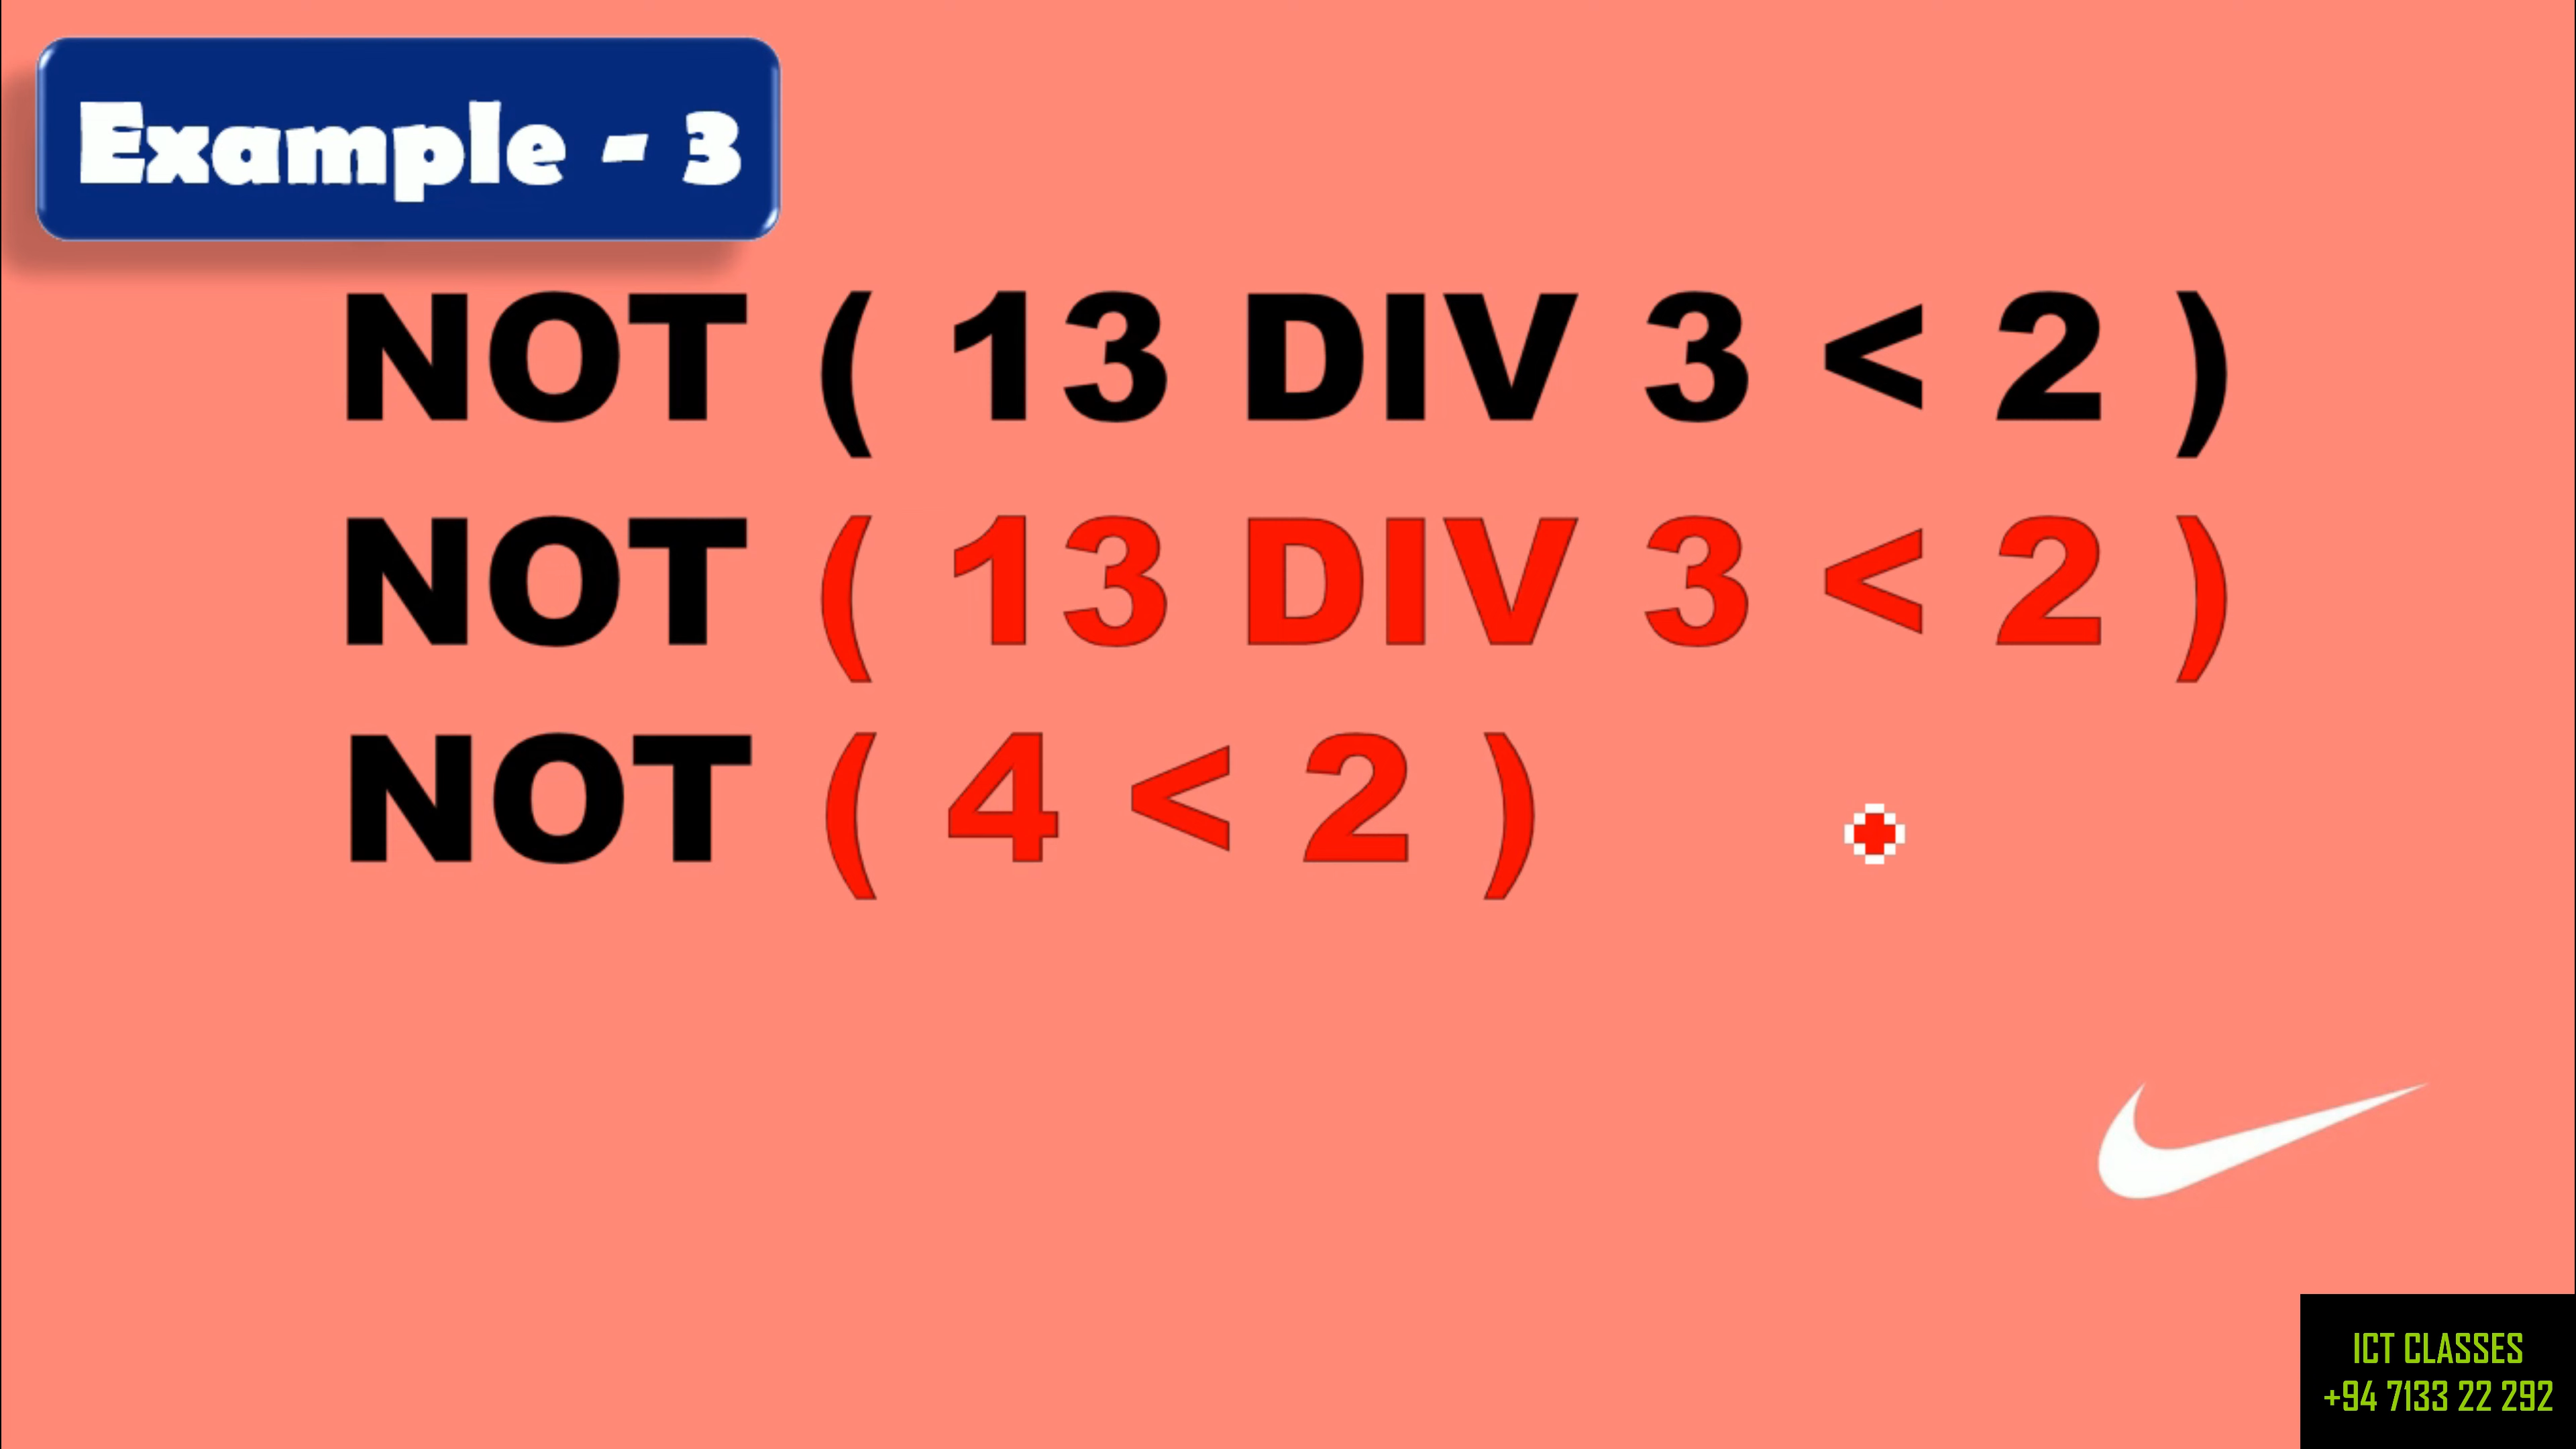 Example - 3
NOT ( 13 DIV 3 < 2 )
NOT ( 13 DIV 3 < 2 )
NOT ( 4 < 2 )
ICT CLASSES
+94 7133 22 292